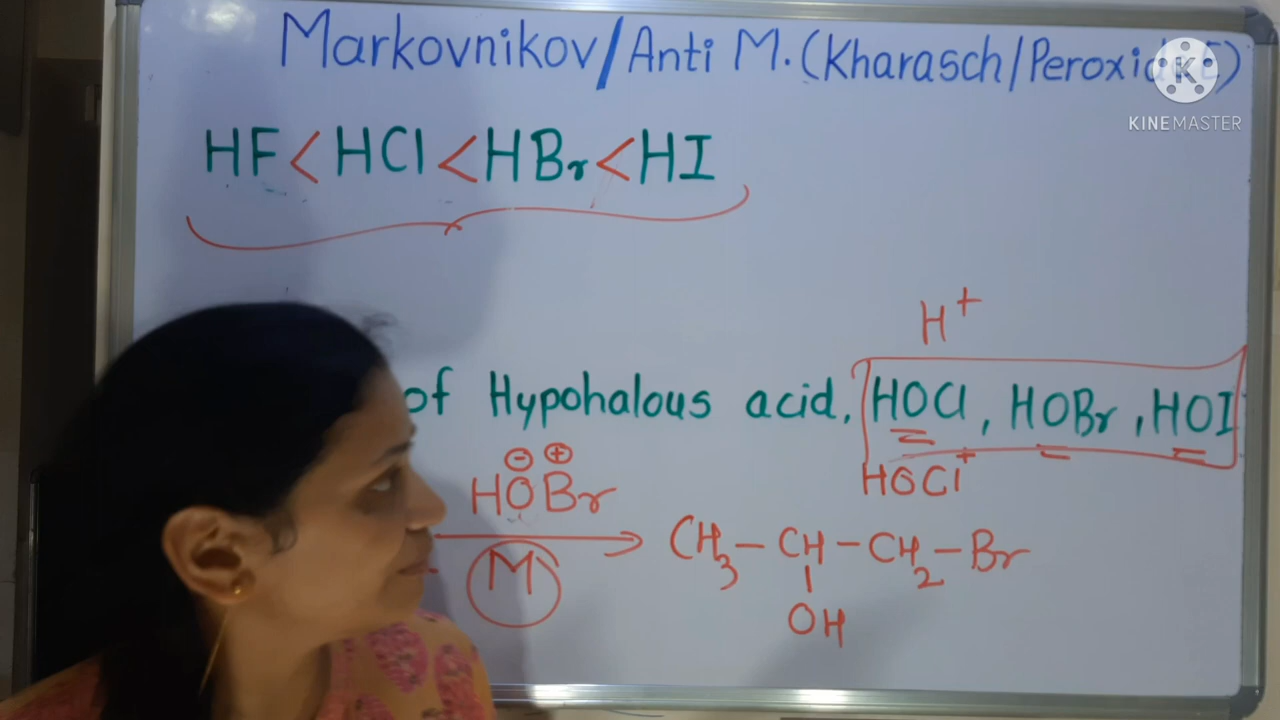 Markovnikov/Anti M. (Kharasch/
K
KINEMASTER
HF < HCl < HBr < HI
H+
of Hypohalous acid, HOCl, HOBr, HOI
HOCl+
⊖ ⊕
HOBr
M
CH3 – CH – CH2 – Br
OH